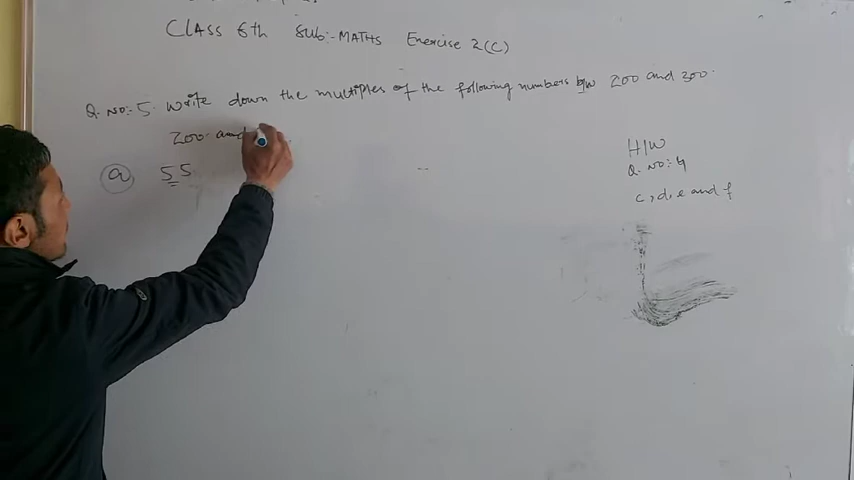 CLASS 6th Sub:- MATHS Exercise 2(C)
Q. No:- 5. Write down the multiples of the following numbers b/w 200 and 300.
200 and
a 55
H/W
Q. No: 4
c, d, e and f